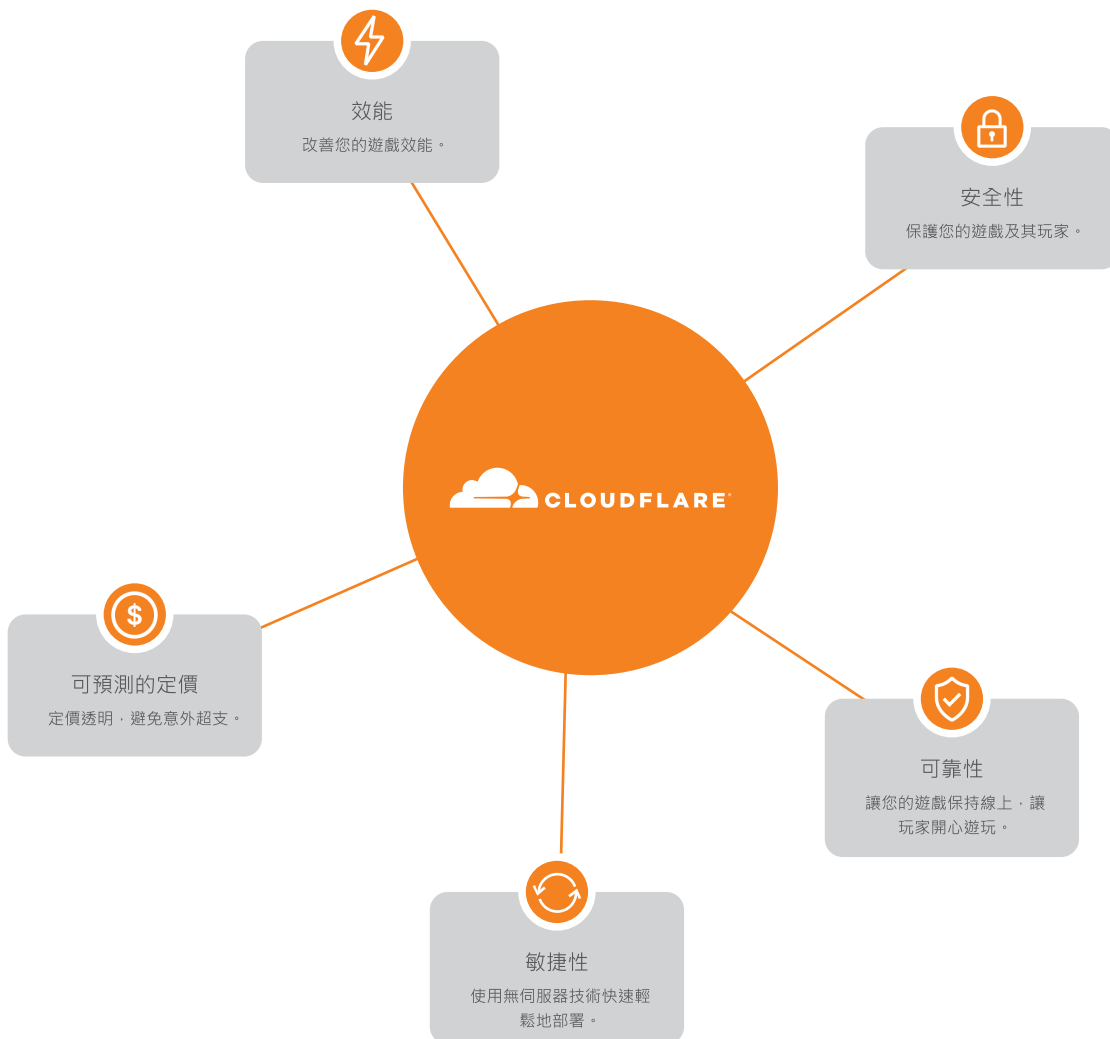 效能
改善您的遊戲效能。
安全性
保護您的遊戲及其玩家。
CLOUDFLARE
$
可預測的定價
定價透明，避免意外超支。
可靠性
讓您的遊戲保持線上，讓
玩家開心遊玩。
敏捷性
使用無伺服器技術快速輕
鬆地部署。